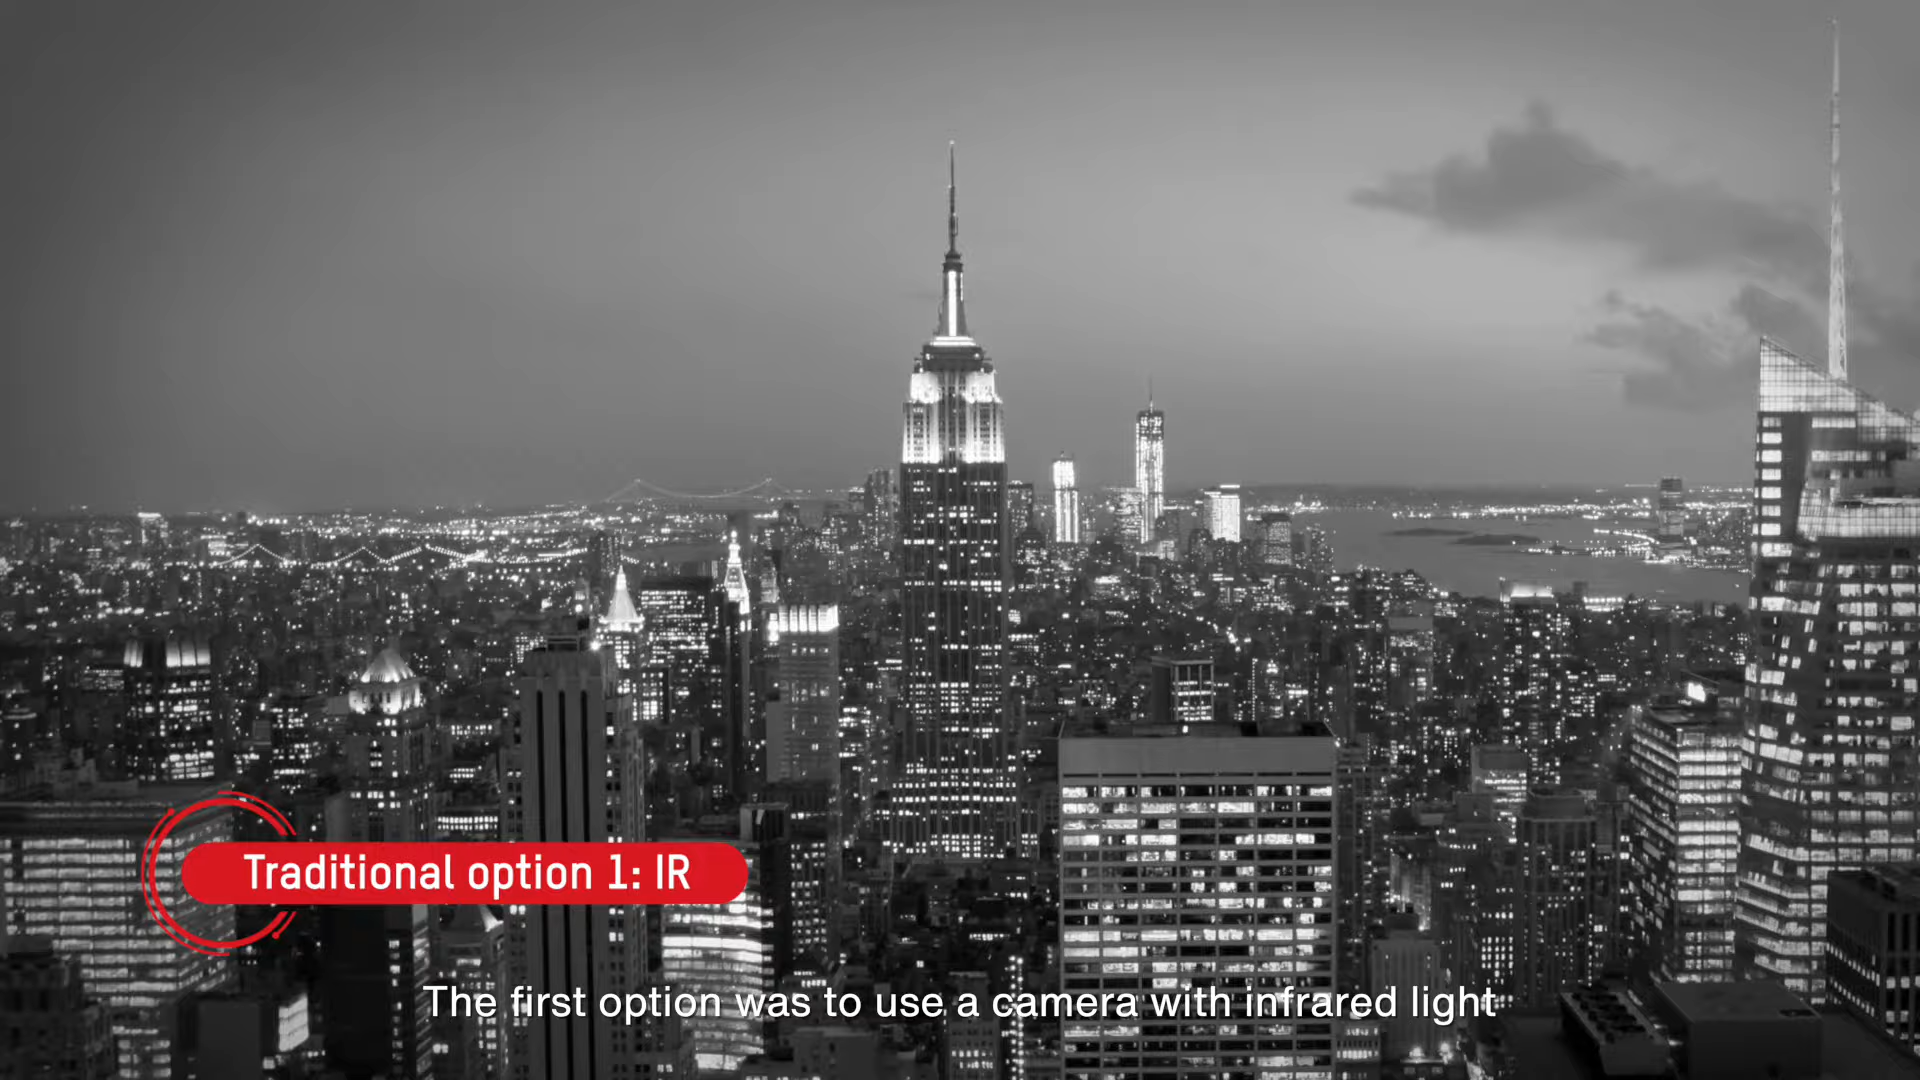 Traditional option 1: IR
The first option was to use a camera with infrared light